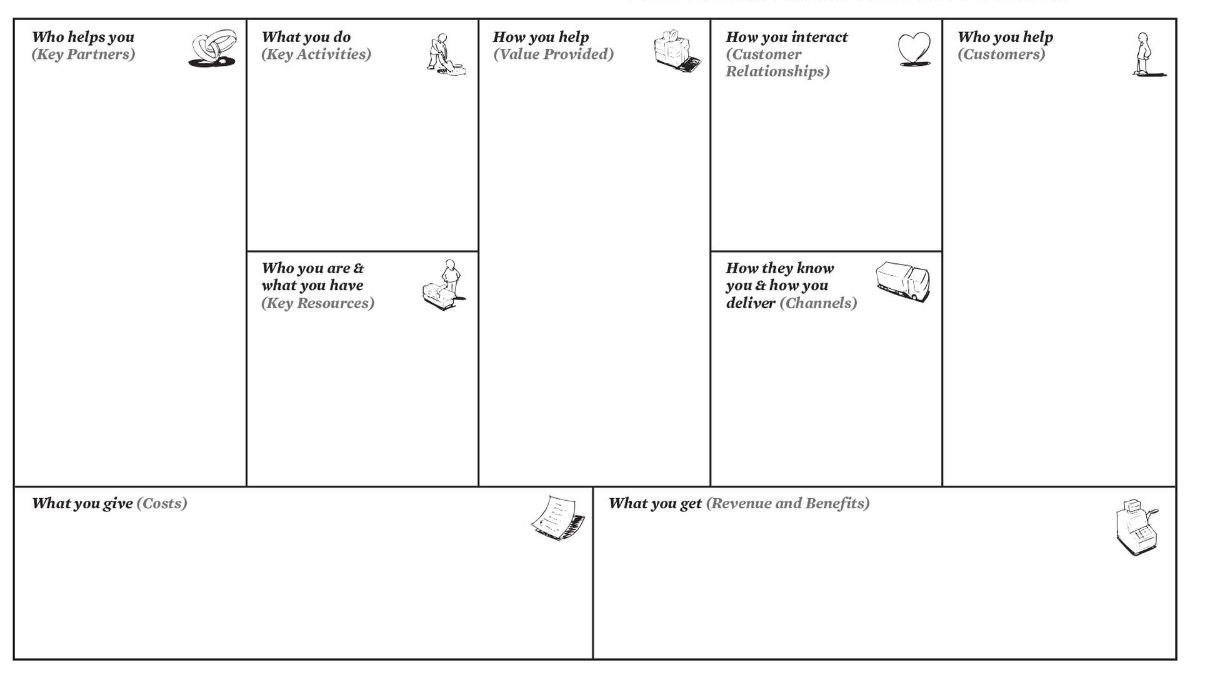 Who helps you
(Key Partners)
What you do
(Key Activities)
How you help
(Value Provided)
How you interact
(Customer
Relationships)
Who you help
(Customers)
Who you are &
what you have
(Key Resources)
How they know
you & how you
deliver (Channels)
What you give (Costs)
What you get (Revenue and Benefits)